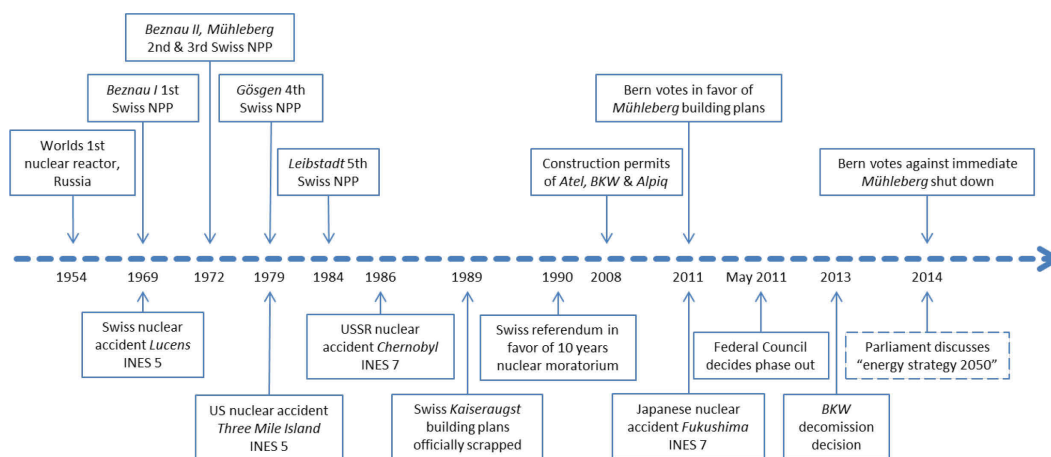 Beznau II, Mühleberg
2nd & 3rd Swiss NPP
Beznau I 1st
Swiss NPP
Gösgen 4th
Swiss NPP
Bern votes in favor of
Mühleberg building plans
Worlds 1st
nuclear reactor,
Russia
Leibstadt 5th
Swiss NPP
Construction permits
of Atel, BKW & Alpiq
Bern votes against immediate
Mühleberg shut down
1954
1969
1972
1979
1984
1986
1989
1990
2008
2011
May 2011
2013
2014
Swiss nuclear
accident Lucens
INES 5
USSR nuclear
accident Chernobyl
INES 7
Swiss referendum in
favor of 10 years
nuclear moratorium
Federal Council
decides phase out
Parliament discusses
“energy strategy 2050”
US nuclear accident
Three Mile Island
INES 5
Swiss Kaiseraugst
building plans
officially scrapped
Japanese nuclear
accident Fukushima
INES 7
BKW
decomission
decision